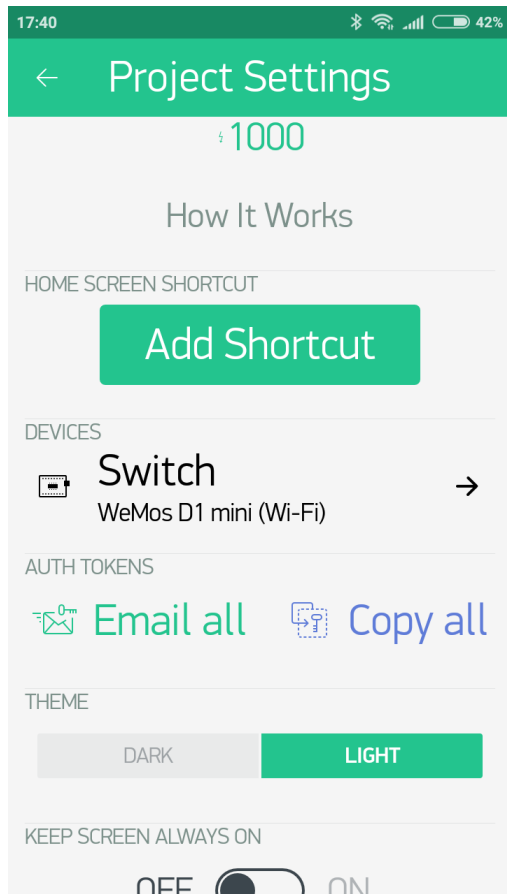 17:40 42%
Project Settings
1000
How It Works
HOME SCREEN SHORTCUT
Add Shortcut
DEVICES
Switch
WeMos D1 mini (Wi-Fi)
AUTH TOKENS
Email all Copy all
THEME
DARK LIGHT
KEEP SCREEN ALWAYS ON
OFF ON